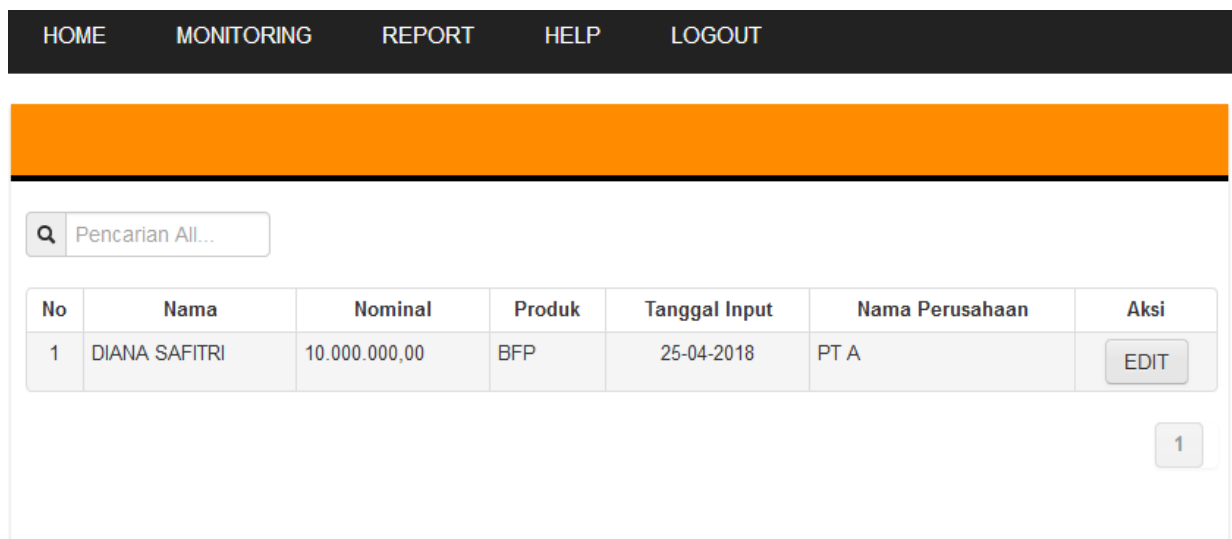 HOME MONITORING REPORT HELP LOGOUT
Pencarian All...
No Nama Nominal Produk Tanggal Input Nama Perusahaan Aksi
1 DIANA SAFITRI 10.000.000,00 BFP 25-04-2018 PT A EDIT
1